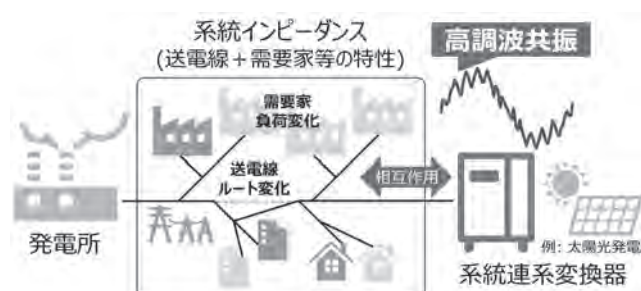 系統インピーダンス
(送電線+需要家等の特性)
高調波共振
需要家
負荷変化
送電線
ルート変化
相互作用
発電所
例: 太陽光発電
系統連系変換器